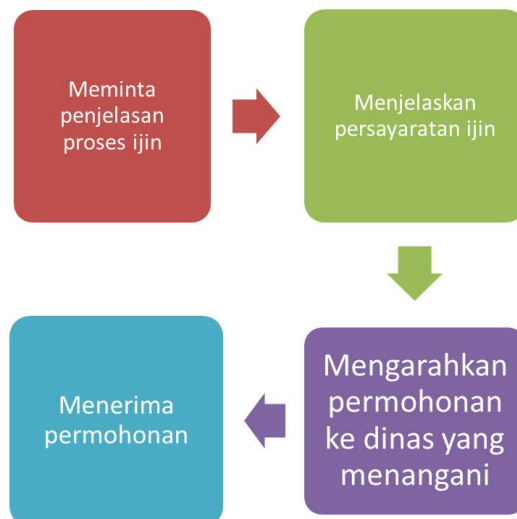 Meminta
penjelasan
proses ijin
Menjelaskan
persayaratan ijin
Mengarahkan
permohonan
ke dinas yang
menangani
Menerima
permohonan